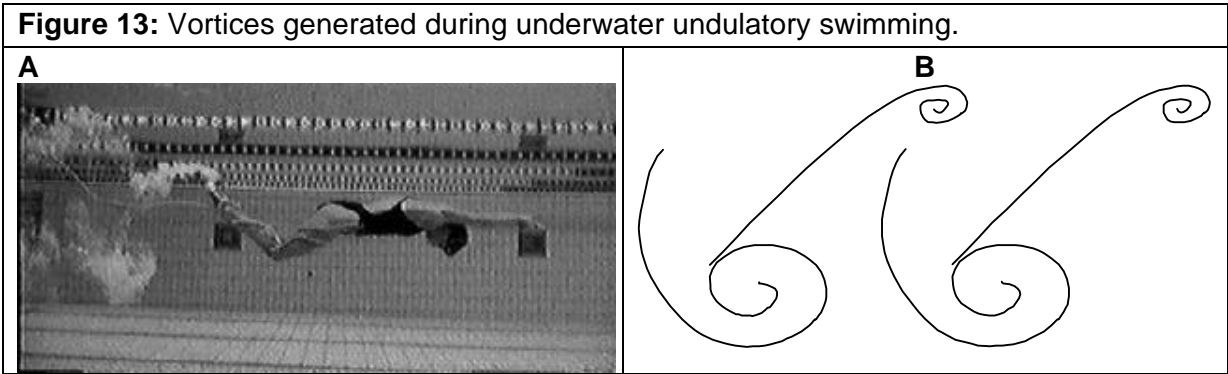 Figure 13: Vortices generated during underwater undulatory swimming.
A
B